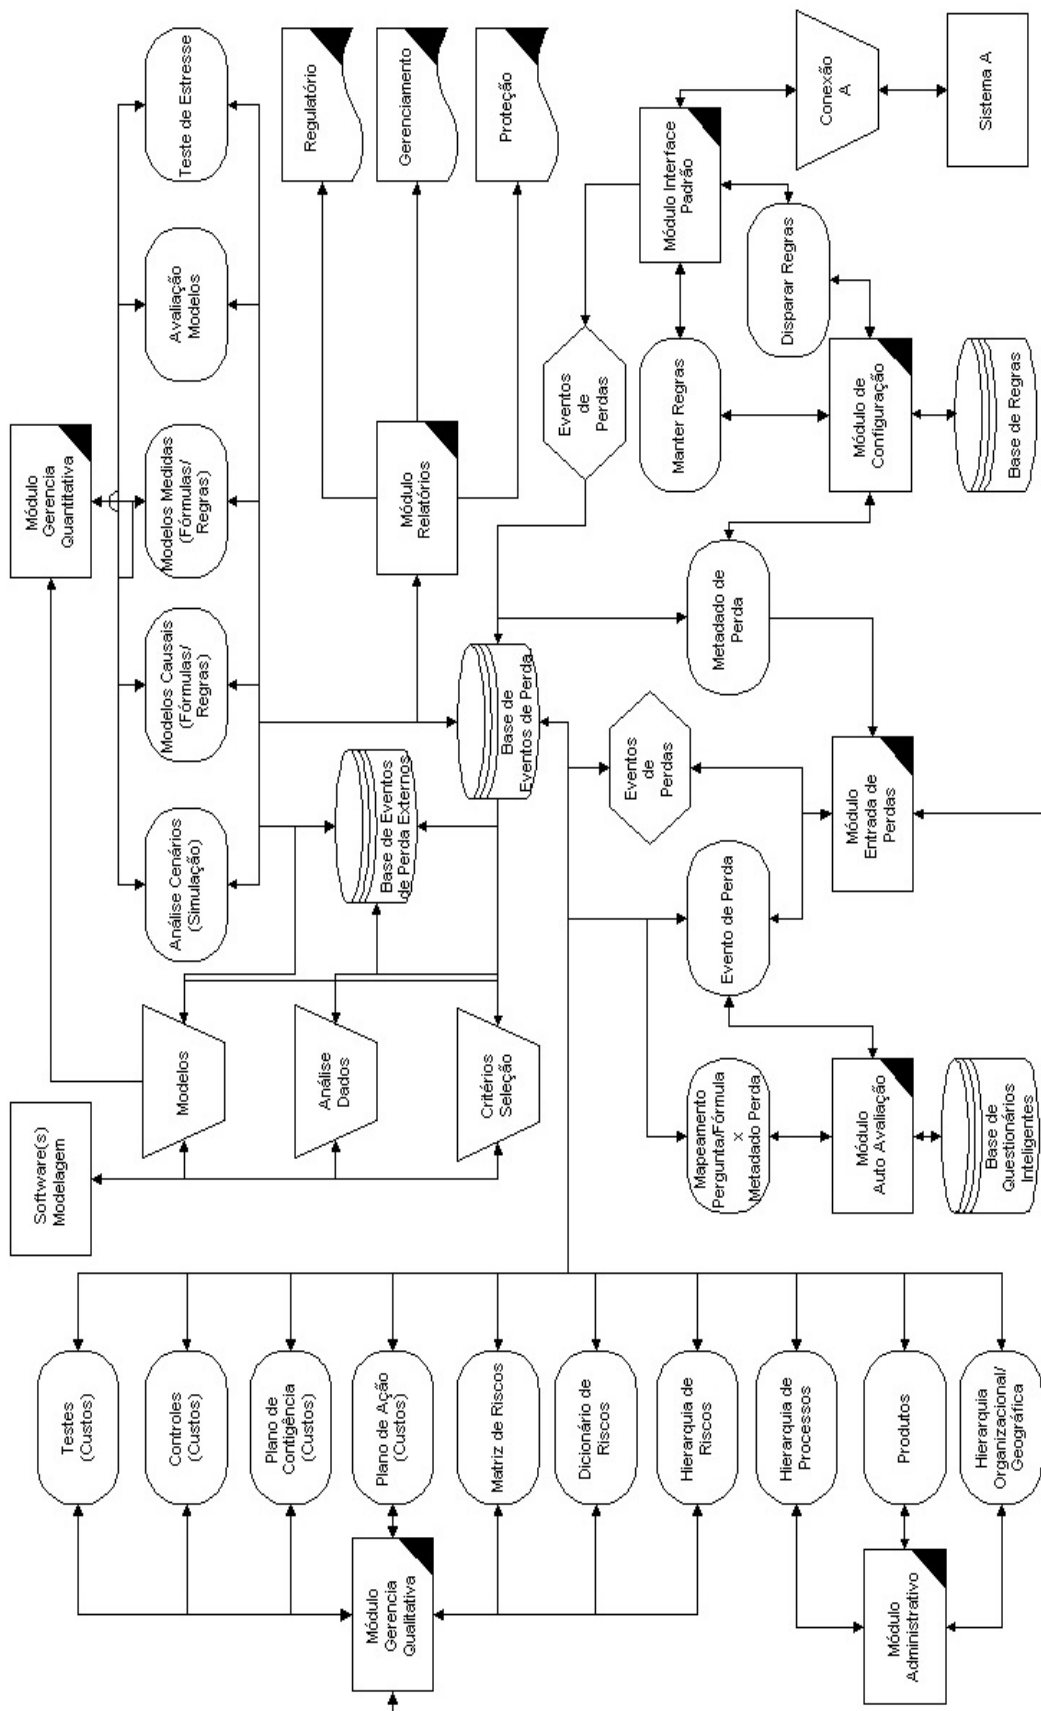 Testes
(Custos)
Controles
(Custos)
Plano de
Contigência
(Custos)
Módulo
Gerencia
Qualitativa
Plano de Ação
(Custos)
Matriz de Riscos
Dicionário de
Riscos
Hierarquia de
Riscos
Hierarquia de
Processos
Módulo
Administrativo
Produtos
Hierarquia
Organizacional/
Geográfica
Software(s)
Modelagem
Modelos
Análise
Dados
Critérios
Seleção
Mapeamento
Pergunta/Fórmula
x
Metadado Perda
Módulo
Auto Avaliação
Base de
Questionários
Inteligentes
Módulo
Gerencia
Quantitativa
Análise Cenários
(Simulação)
Modelos Causais
(Fórmulas/
Regras)
Modelos Medidas
(Fórmulas/
Regras)
Avaliação
Modelos
Teste de Estresse
Base de Eventos
de Perda Externos
Base de
Eventos de Perda
Módulo
Relatórios
Regulatório
Gerenciamento
Proteção
Eventos
de
Perdas
Evento de Perda
Módulo
Entrada de
Perdas
Metadado de
Perda
Eventos
de
Perdas
Manter Regras
Módulo Interface
Padrão
Disparar Regras
Módulo de
Configuração
Base de Regras
Conexão
A
Sistema A